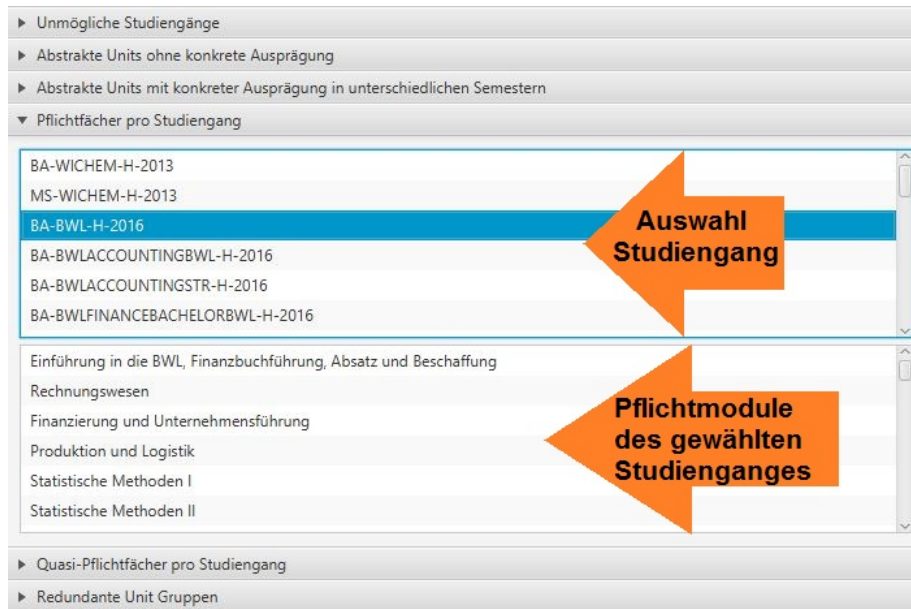 Unmögliche Studiengänge
Abstrakte Units ohne konkrete Ausprägung
Abstrakte Units mit konkreter Ausprägung in unterschiedlichen Semestern
Pflichtfächer pro Studiengang
BA-WICHEM-H-2013
MS-WICHEM-H-2013
BA-BWL-H-2016
BA-BWLACCOUNTINGBWL-H-2016
BA-BWLACCOUNTINGSTR-H-2016
BA-BWLFINANCEBACHELORBWL-H-2016
Auswahl
Studiengang
Einführung in die BWL, Finanzbuchführung, Absatz und Beschaffung
Rechnungswesen
Finanzierung und Unternehmensführung
Produktion und Logistik
Statistische Methoden I
Statistische Methoden II
Pflichtmodule
des gewählten
Studienganges
Quasi-Pflichtfächer pro Studiengang
Redundante Unit Gruppen